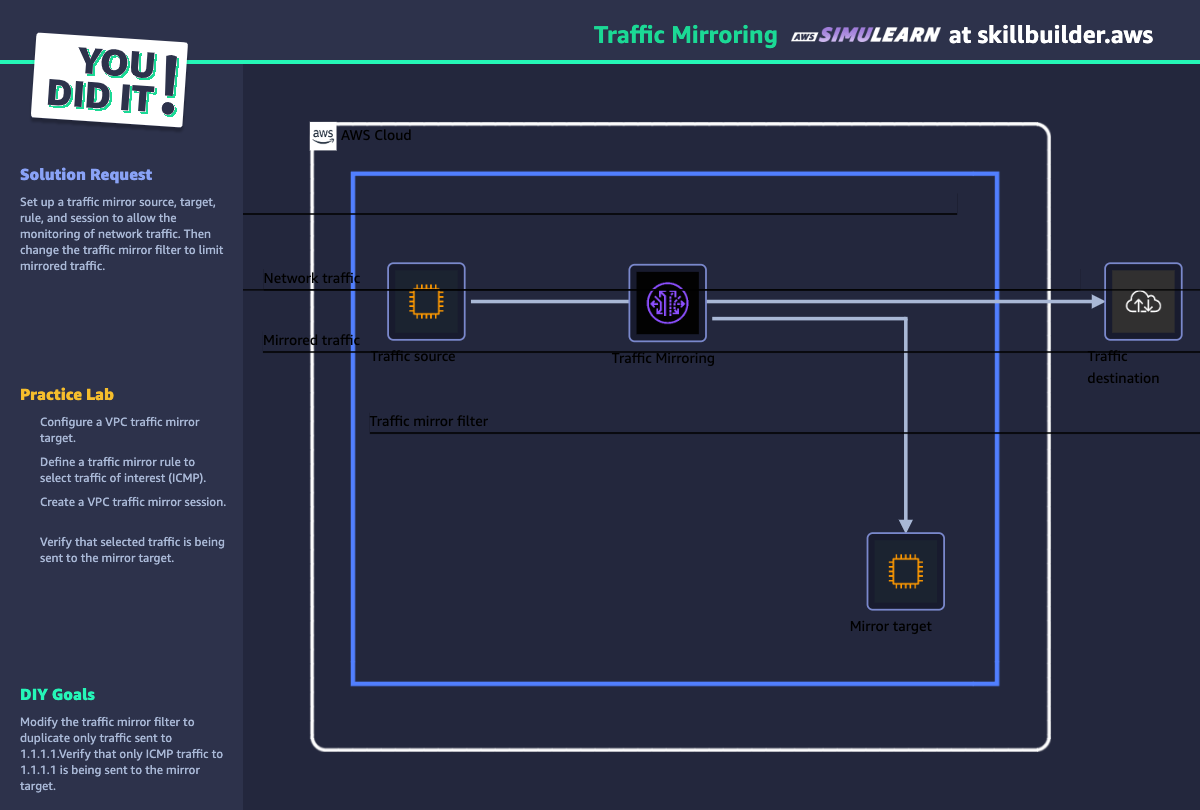 Traffic Mirroring AWS SIMULEARN at skillbuilder.aws
YOU
DID IT!
Solution Request
Set up a traffic mirror source, target,
rule, and session to allow the
monitoring of network traffic. Then
change the traffic mirror filter to limit
mirrored traffic.
Practice Lab
Configure a VPC traffic mirror
target.
Define a traffic mirror rule to
select traffic of interest (ICMP).
Create a VPC traffic mirror session.
Verify that selected traffic is being
sent to the mirror target.
DIY Goals
Modify the traffic mirror filter to
duplicate only traffic sent to
1.1.1.1.Verify that only ICMP traffic to
1.1.1.1 is being sent to the mirror
target.
aws AWS Cloud
Network traffic
Mirrored traffic
Traffic source
Traffic Mirroring
Traffic
destination
Traffic mirror filter
Mirror target